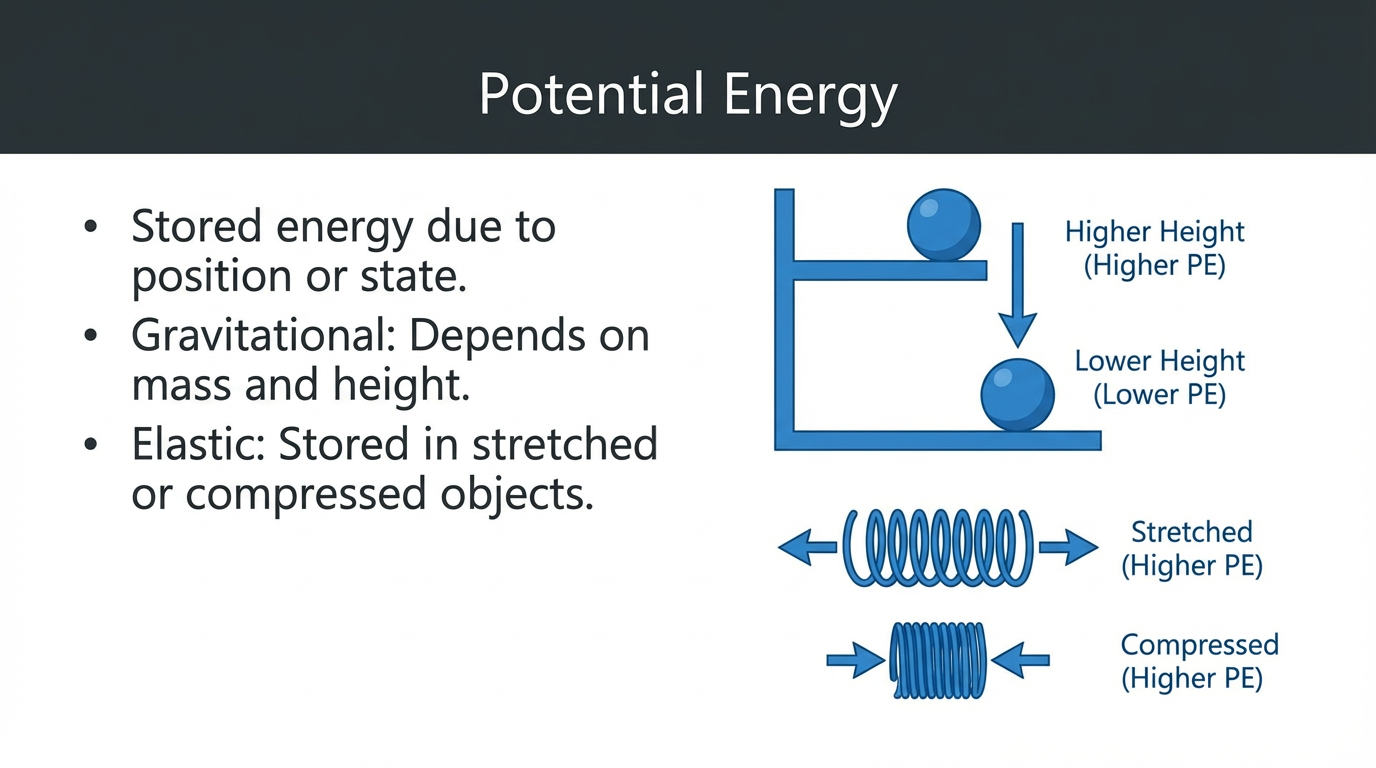 Potential Energy
• Stored energy due to
position or state.
• Gravitational: Depends on
mass and height.
• Elastic: Stored in stretched
or compressed objects.
Higher Height
(Higher PE)
Lower Height
(Lower PE)
Stretched
(Higher PE)
Compressed
(Higher PE)